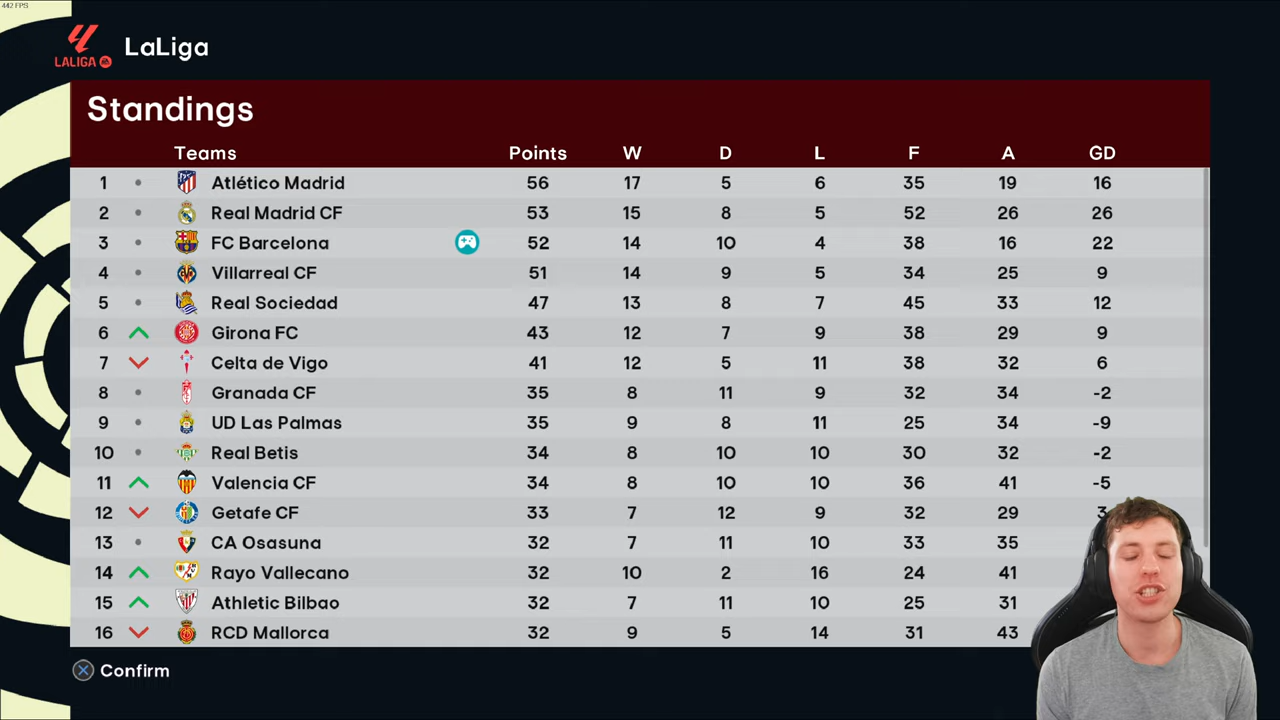 442 FPS
LALIGA EA LaLiga
Standings
Teams Points W D L F A GD
1 Atlético Madrid 56 17 5 6 35 19 16
2 Real Madrid CF 53 15 8 5 52 26 26
3 FC Barcelona 52 14 10 4 38 16 22
4 Villarreal CF 51 14 9 5 34 25 9
5 Real Sociedad 47 13 8 7 45 33 12
6 Girona FC 43 12 7 9 38 29 9
7 Celta de Vigo 41 12 5 11 38 32 6
8 Granada CF 35 8 11 9 32 34 -2
9 UD Las Palmas 35 9 8 11 25 34 -9
10 Real Betis 34 8 10 10 30 32 -2
11 Valencia CF 34 8 10 10 36 41 -5
12 Getafe CF 33 7 12 9 32 29 3
13 CA Osasuna 32 7 11 10 33 35
14 Rayo Vallecano 32 10 2 16 24 41
15 Athletic Bilbao 32 7 11 10 25 31
16 RCD Mallorca 32 9 5 14 31 43
Confirm